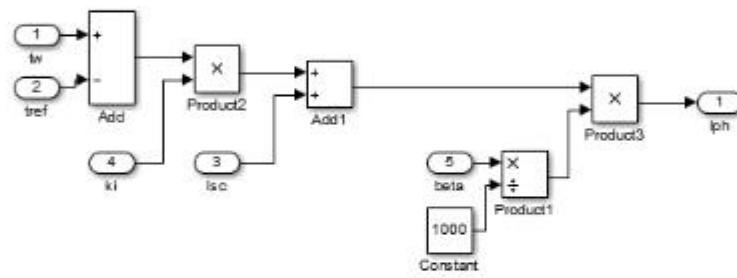 1
tw
+
2
tref
−
Add
×
Product2
4
ki
+
+
Add1
3
Isc
5
beta
×
÷
Product1
1000
Constant
×
Product3
1
Iph